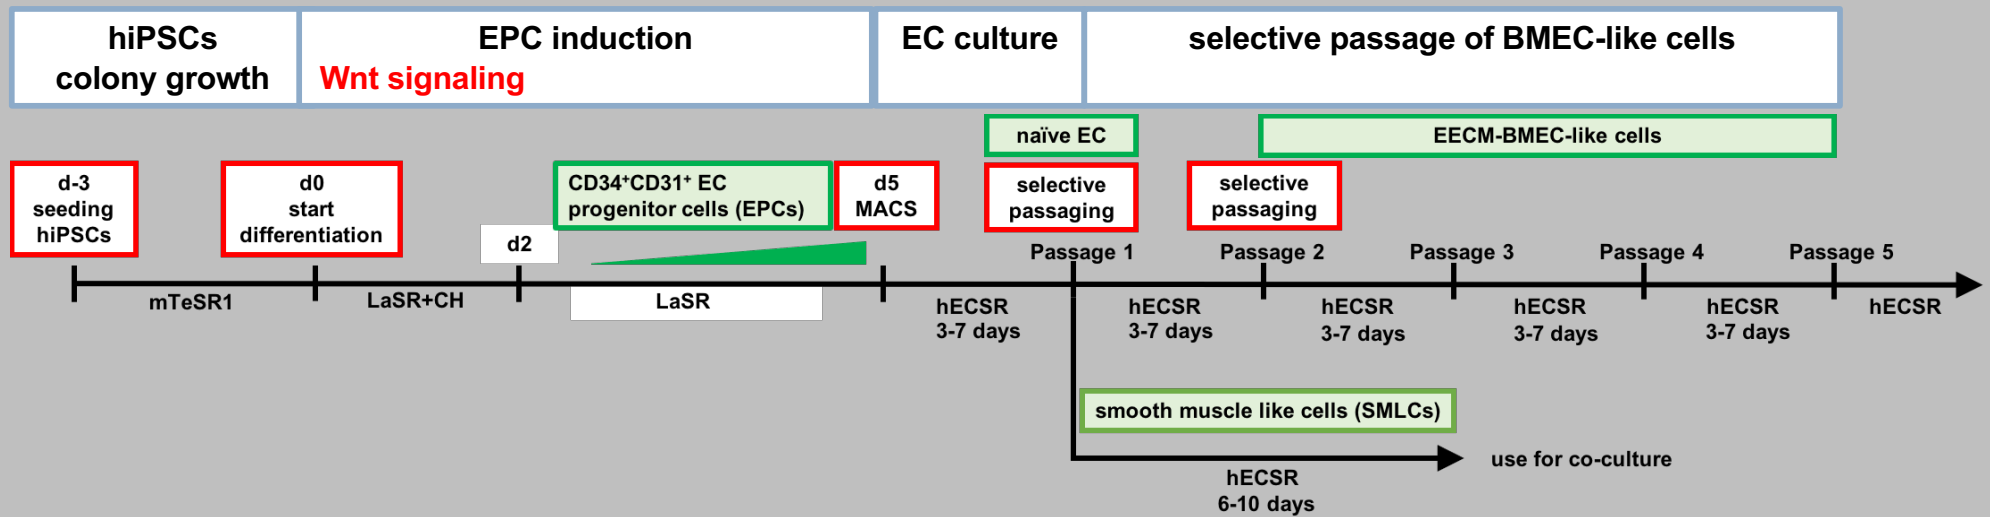 hiPSCs
colony growth
EPC induction
Wnt signaling
EC culture
selective passage of BMEC-like cells
naïve EC
EECM-BMEC-like cells
d-3
seeding
hiPSCs
d0
start
differentiation
d2
CD34⁺CD31⁺ EC
progenitor cells (EPCs)
d5
MACS
selective
passaging
selective
passaging
Passage 1
Passage 2
Passage 3
Passage 4
Passage 5
mTeSR1
LaSR+CH
LaSR
hECSR
3-7 days
hECSR
3-7 days
hECSR
3-7 days
hECSR
3-7 days
hECSR
3-7 days
hECSR
smooth muscle like cells (SMLCs)
use for co-culture
hECSR
6-10 days